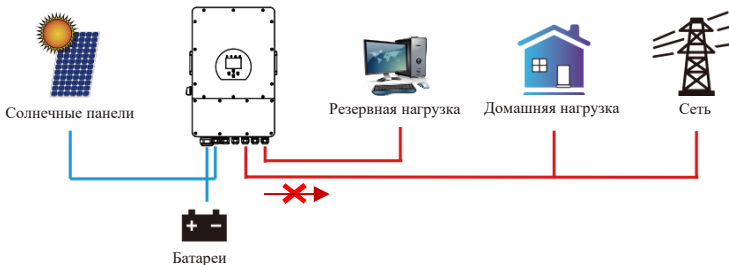 Солнечные панели
Резервная нагрузка
Домашняя нагрузка
Сеть
Батареи